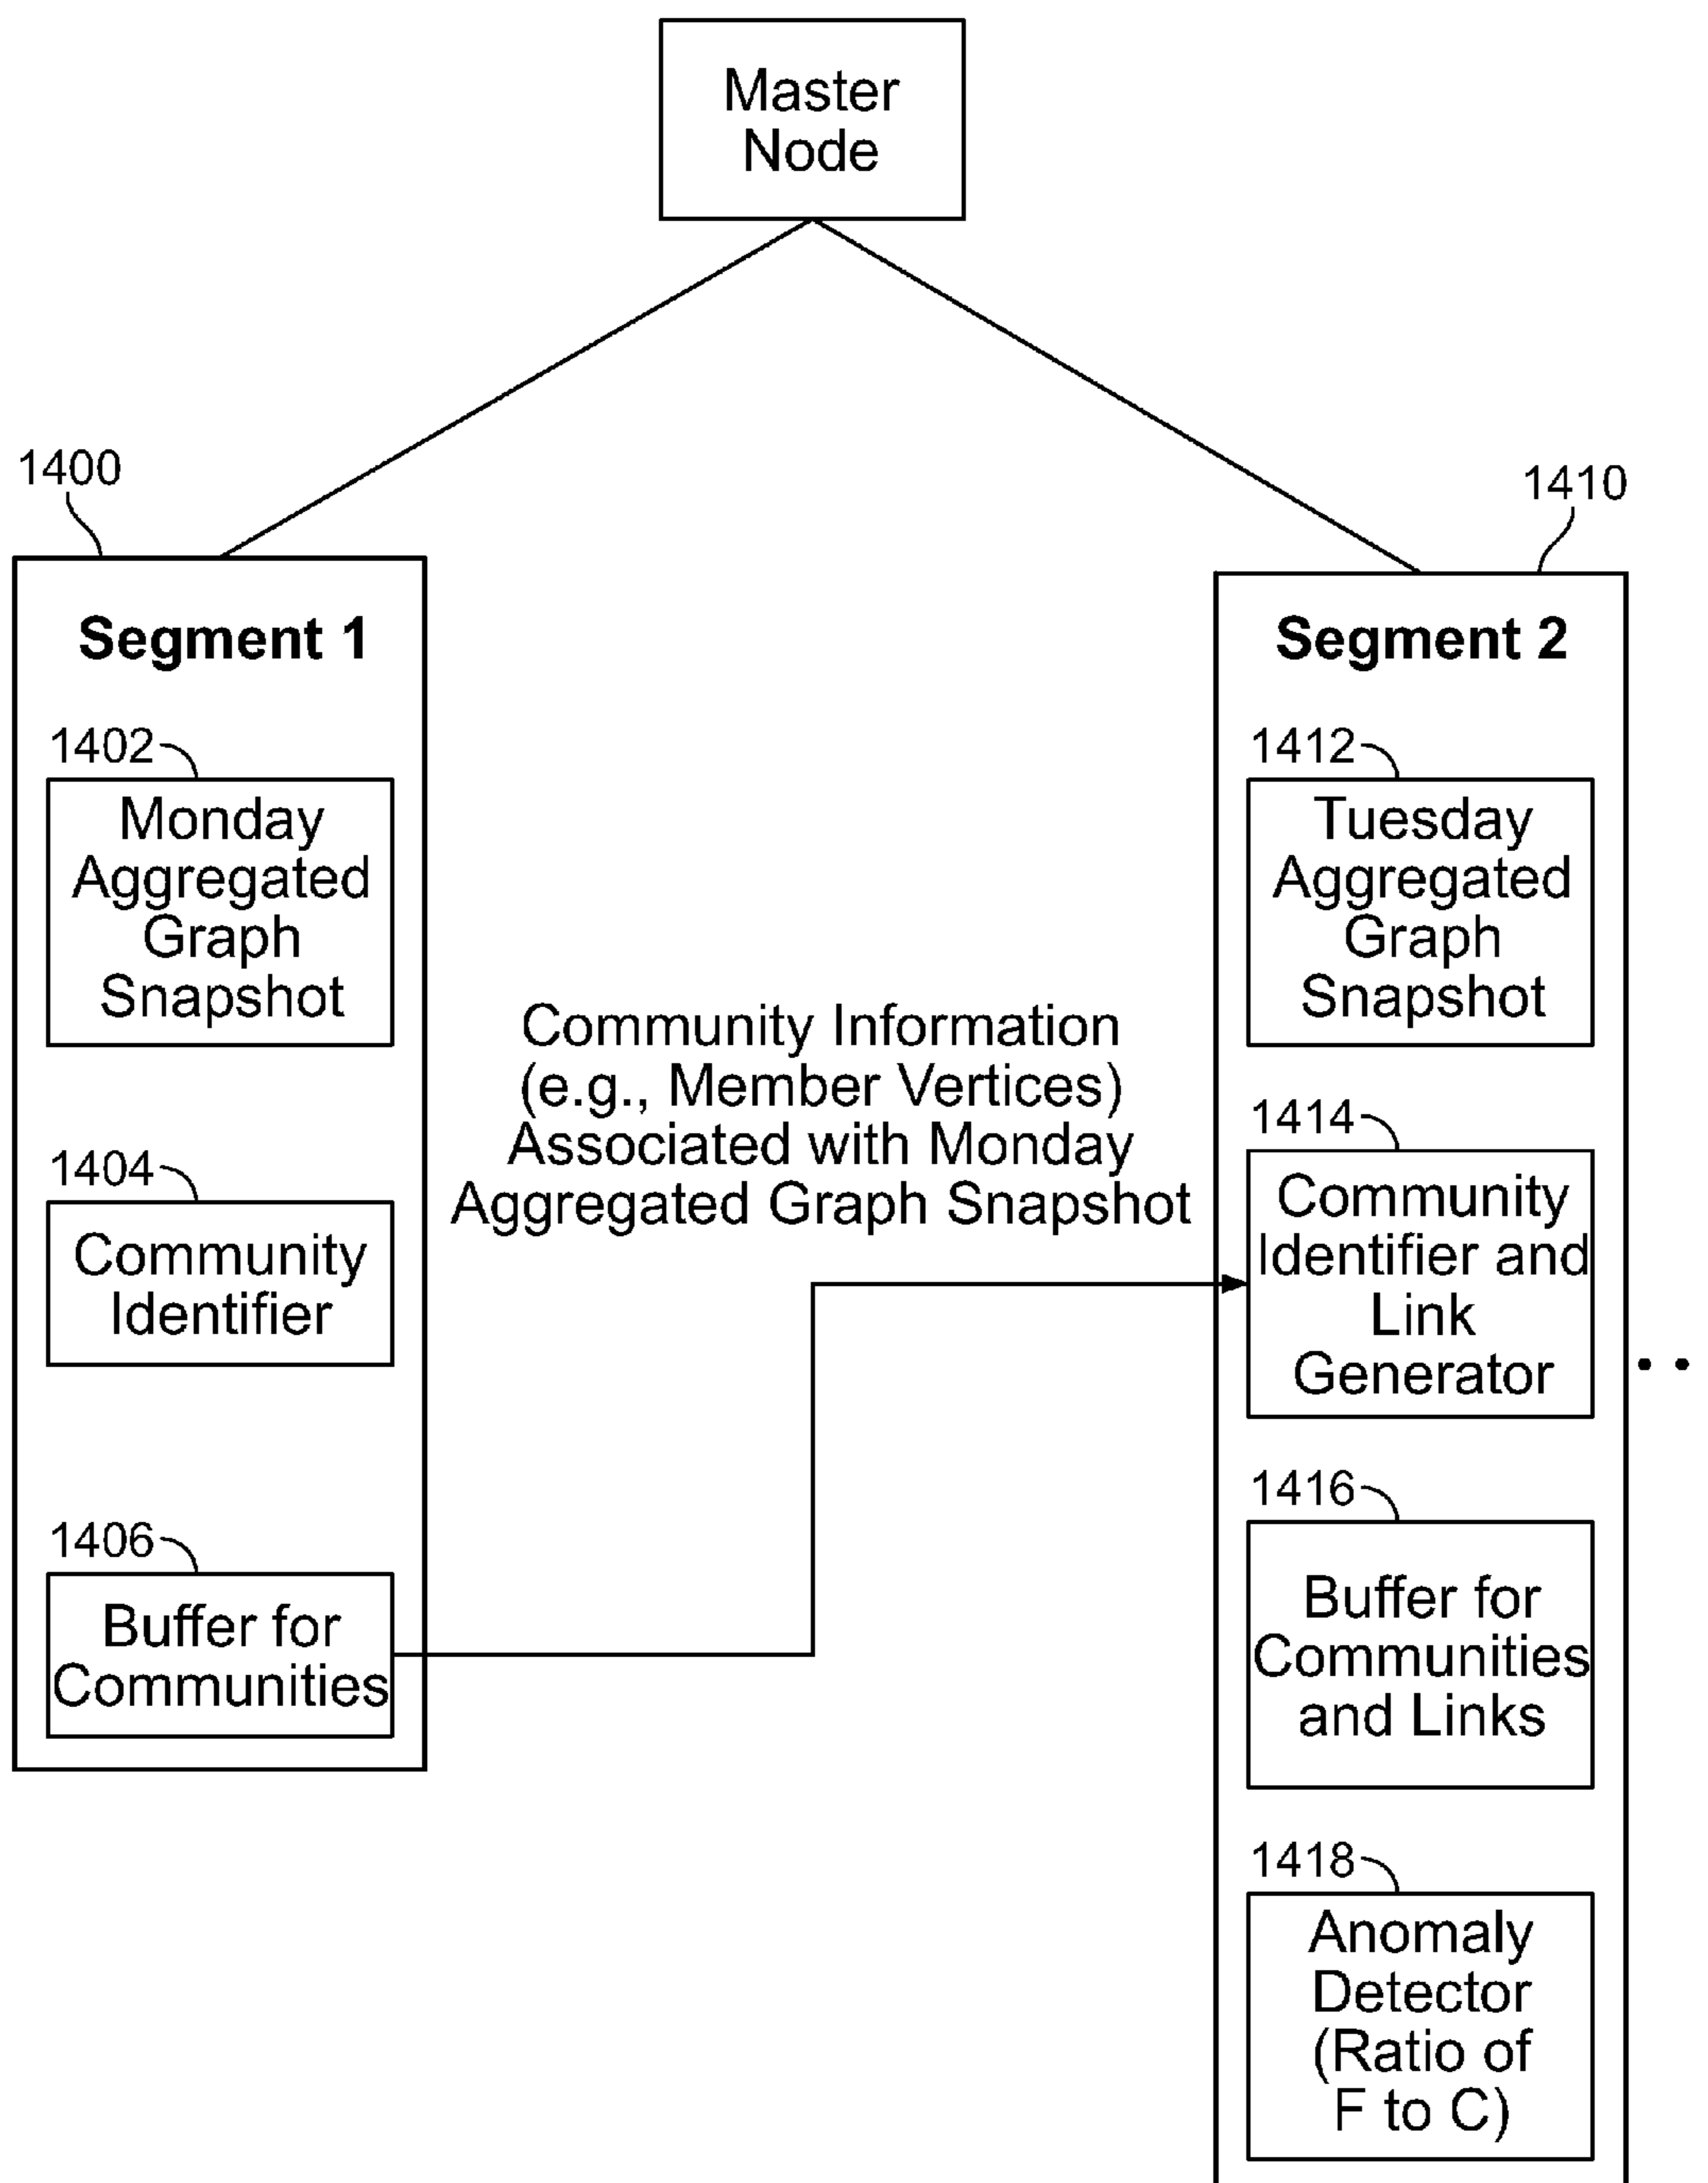 Master
Node
1400
1410
Segment 1
Segment 2
1402
Monday
Aggregated
Graph
Snapshot
1412
Tuesday
Aggregated
Graph
Snapshot
Community Information
(e.g., Member Vertices)
Associated with Monday
Aggregated Graph Snapshot
1404
Community
Identifier
1414
Community
Identifier and
Link
Generator
1406
Buffer for
Communities
1416
Buffer for
Communities
and Links
1418
Anomaly
Detector
(Ratio of
F to C)